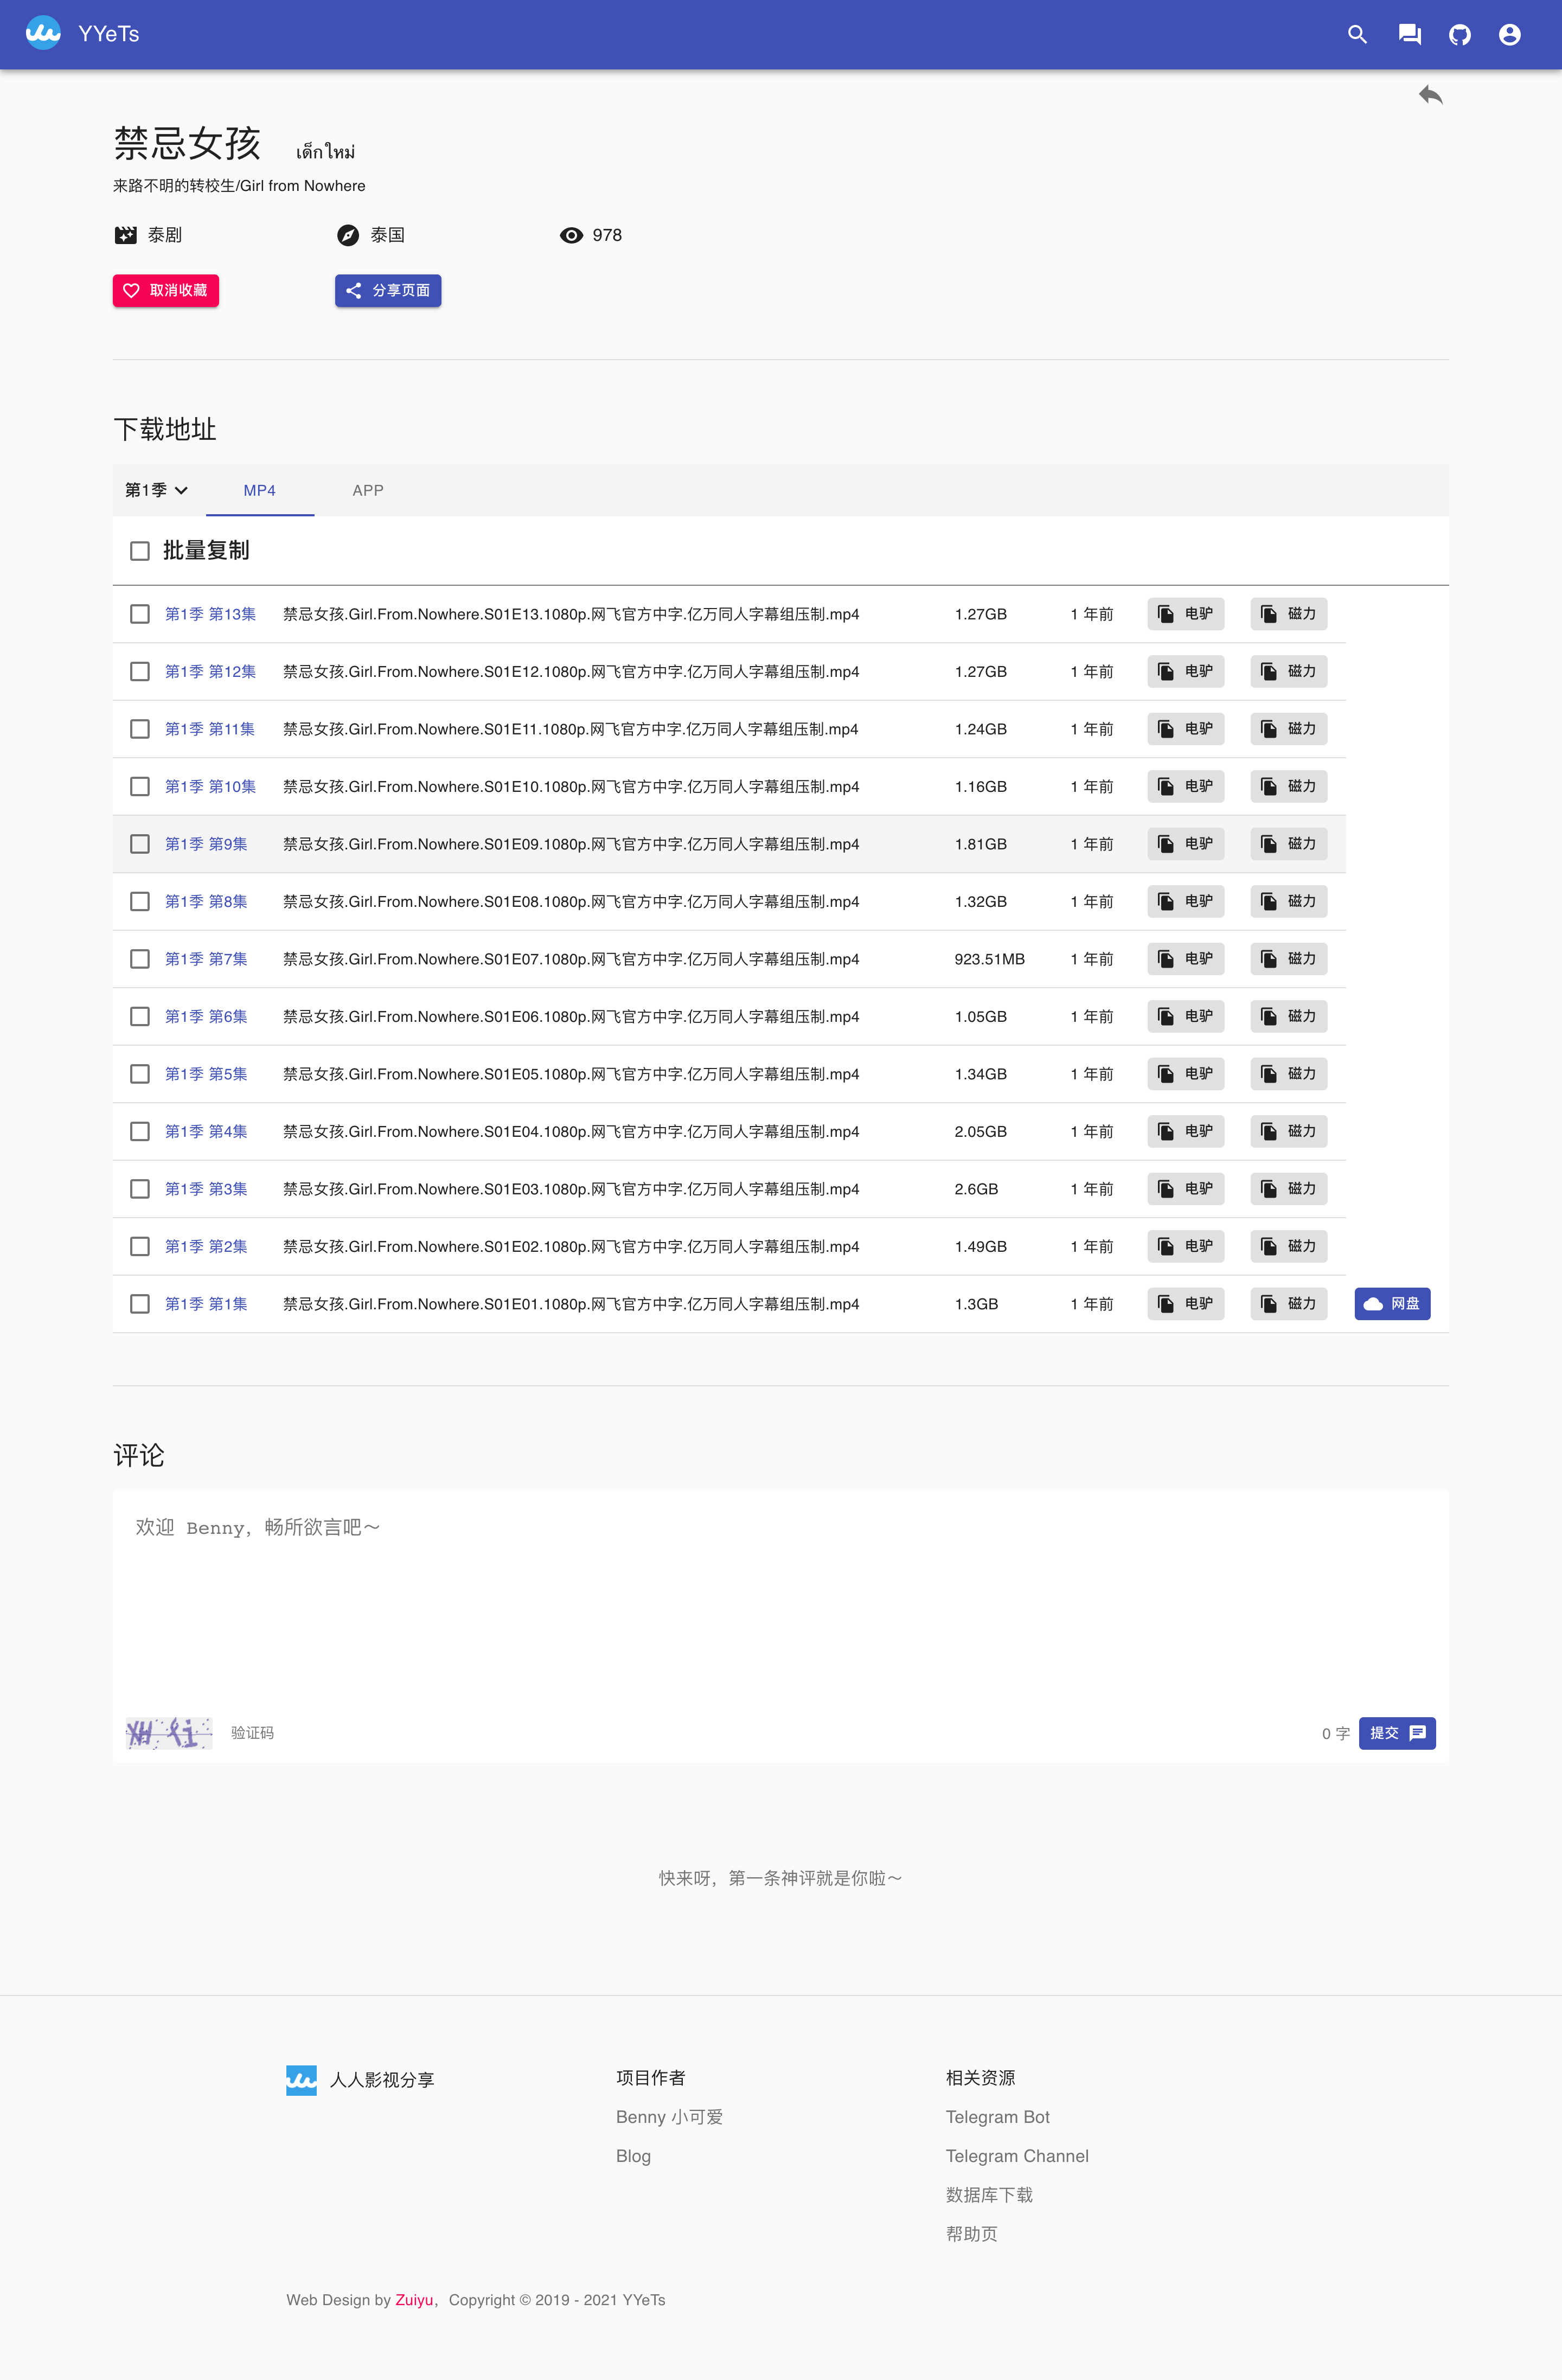 YYeTs
禁忌女孩 เด็กใหม่
来路不明的转校生/Girl from Nowhere
泰剧 泰国 978
取消收藏 分享页面
下载地址
第1季 MP4 APP
批量复制
第1季 第13集 禁忌女孩.Girl.From.Nowhere.S01E13.1080p.网飞官方中字.亿万同人字幕组压制.mp4 1.27GB 1 年前 电驴 磁力
第1季 第12集 禁忌女孩.Girl.From.Nowhere.S01E12.1080p.网飞官方中字.亿万同人字幕组压制.mp4 1.27GB 1 年前 电驴 磁力
第1季 第11集 禁忌女孩.Girl.From.Nowhere.S01E11.1080p.网飞官方中字.亿万同人字幕组压制.mp4 1.24GB 1 年前 电驴 磁力
第1季 第10集 禁忌女孩.Girl.From.Nowhere.S01E10.1080p.网飞官方中字.亿万同人字幕组压制.mp4 1.16GB 1 年前 电驴 磁力
第1季 第9集 禁忌女孩.Girl.From.Nowhere.S01E09.1080p.网飞官方中字.亿万同人字幕组压制.mp4 1.81GB 1 年前 电驴 磁力
第1季 第8集 禁忌女孩.Girl.From.Nowhere.S01E08.1080p.网飞官方中字.亿万同人字幕组压制.mp4 1.32GB 1 年前 电驴 磁力
第1季 第7集 禁忌女孩.Girl.From.Nowhere.S01E07.1080p.网飞官方中字.亿万同人字幕组压制.mp4 923.51MB 1 年前 电驴 磁力
第1季 第6集 禁忌女孩.Girl.From.Nowhere.S01E06.1080p.网飞官方中字.亿万同人字幕组压制.mp4 1.05GB 1 年前 电驴 磁力
第1季 第5集 禁忌女孩.Girl.From.Nowhere.S01E05.1080p.网飞官方中字.亿万同人字幕组压制.mp4 1.34GB 1 年前 电驴 磁力
第1季 第4集 禁忌女孩.Girl.From.Nowhere.S01E04.1080p.网飞官方中字.亿万同人字幕组压制.mp4 2.05GB 1 年前 电驴 磁力
第1季 第3集 禁忌女孩.Girl.From.Nowhere.S01E03.1080p.网飞官方中字.亿万同人字幕组压制.mp4 2.6GB 1 年前 电驴 磁力
第1季 第2集 禁忌女孩.Girl.From.Nowhere.S01E02.1080p.网飞官方中字.亿万同人字幕组压制.mp4 1.49GB 1 年前 电驴 磁力
第1季 第1集 禁忌女孩.Girl.From.Nowhere.S01E01.1080p.网飞官方中字.亿万同人字幕组压制.mp4 1.3GB 1 年前 电驴 磁力 网盘
评论
欢迎 Benny，畅所欲言吧～
验证码 0 字 提交
快来呀，第一条神评就是你啦～
人人影视分享 项目作者 相关资源
Benny 小可爱 Telegram Bot
Blog Telegram Channel
数据库下载
帮助页
Web Design by Zuiyu，Copyright © 2019 - 2021 YYeTs